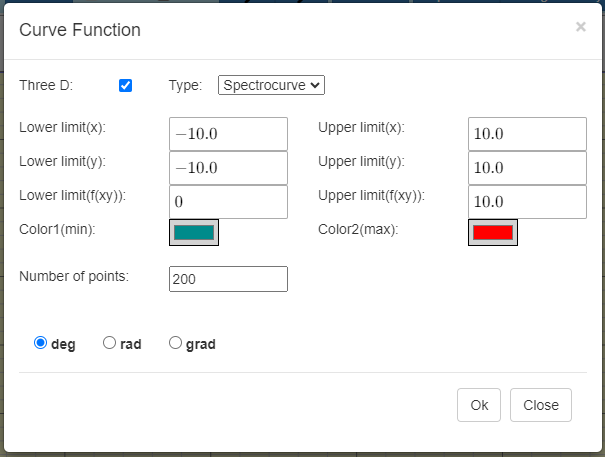 Curve Function ×
Three D: Type: Spectrocurve
Lower limit(x): −10.0 Upper limit(x): 10.0
Lower limit(y): −10.0 Upper limit(y): 10.0
Lower limit(f(xy)): 0 Upper limit(f(xy)): 10.0
Color1(min): Color2(max):
Number of points: 200
deg rad grad
Ok Close